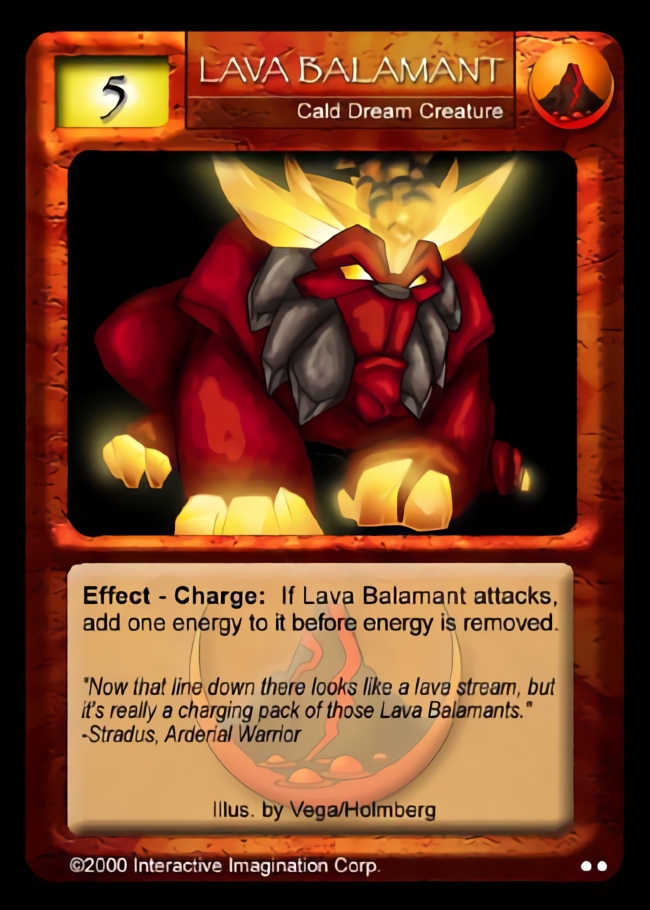 5
LAVA BALAMANT
Cald Dream Creature
Effect - Charge: If Lava Balamant attacks,
add one energy to it before energy is removed.
"Now that line down there looks like a lava stream, but
it's really a charging pack of those Lava Balamants."
-Stradus, Arderial Warrior
Illus. by Vega/Holmberg
©2000 Interactive Imagination Corp.